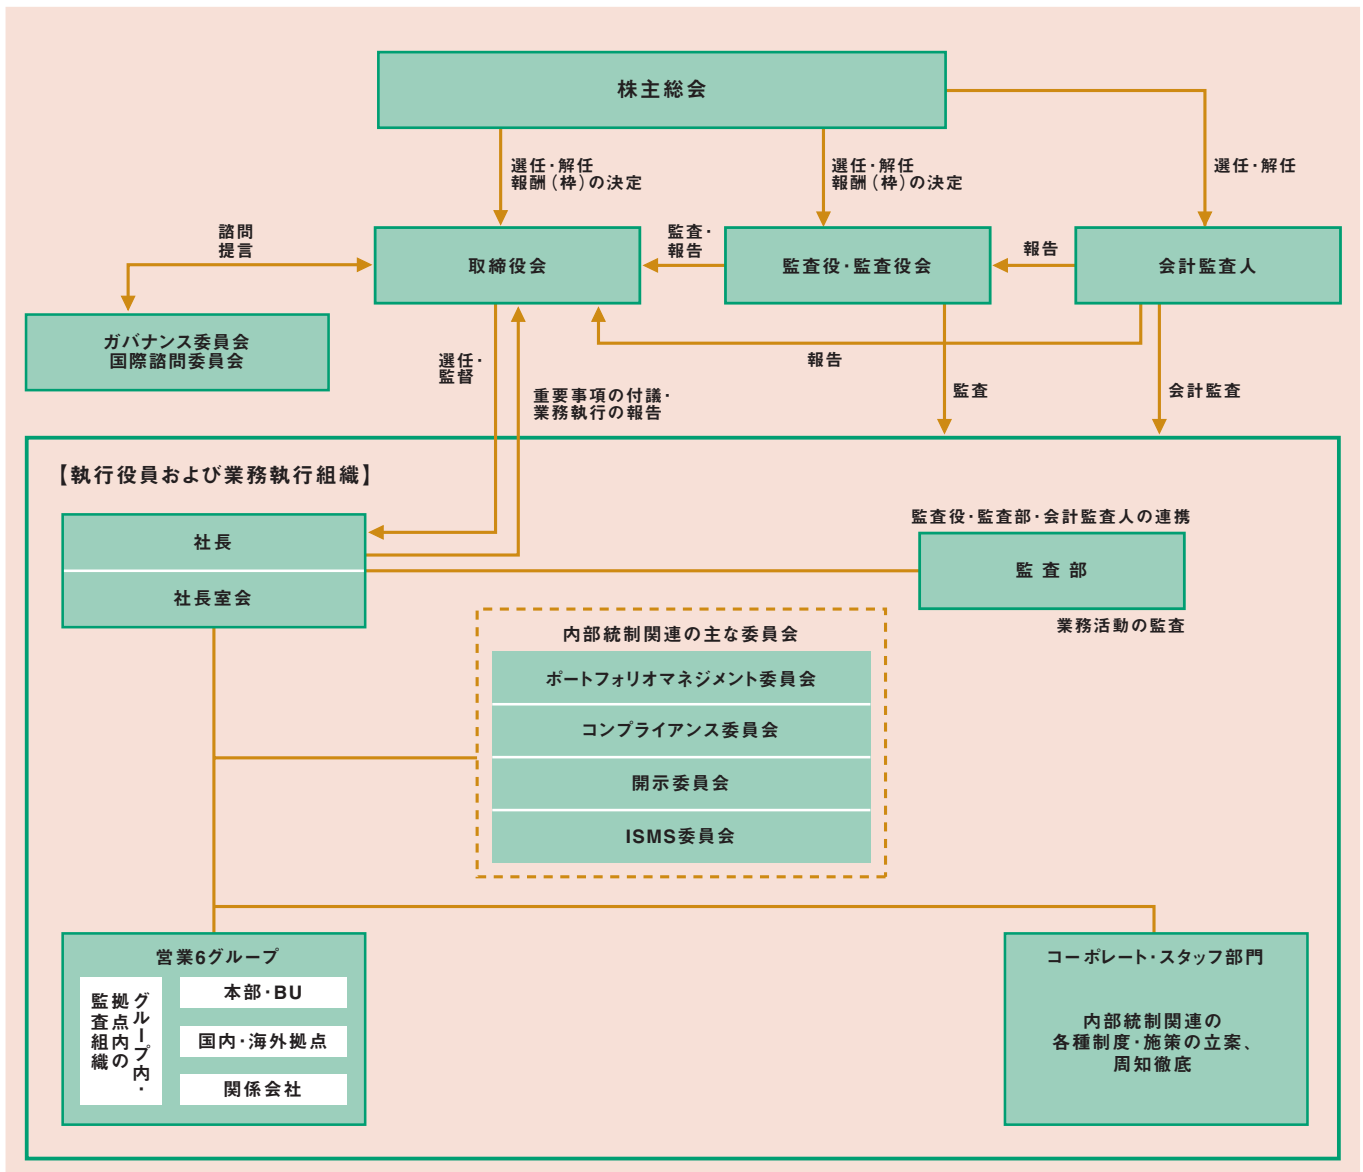 株主総会
選任・解任
報酬（枠）の決定
選任・解任
報酬（枠）の決定
選任・解任
諮問
提言
取締役会
監査・
報告
監査役・監査役会
報告
会計監査人
ガバナンス委員会
国際諮問委員会
選任・
監督
報告
重要事項の付議・
業務執行の報告
監査
会計監査
【執行役員および業務執行組織】
社長
社長室会
監査役・監査部・会計監査人の連携
監査部
業務活動の監査
内部統制関連の主な委員会
ポートフォリオマネジメント委員会
コンプライアンス委員会
開示委員会
ISMS委員会
営業6グループ
グループ内・
拠点内の
監査組織
本部・BU
国内・海外拠点
関係会社
コーポレート・スタッフ部門
内部統制関連の
各種制度・施策の立案、
周知徹底